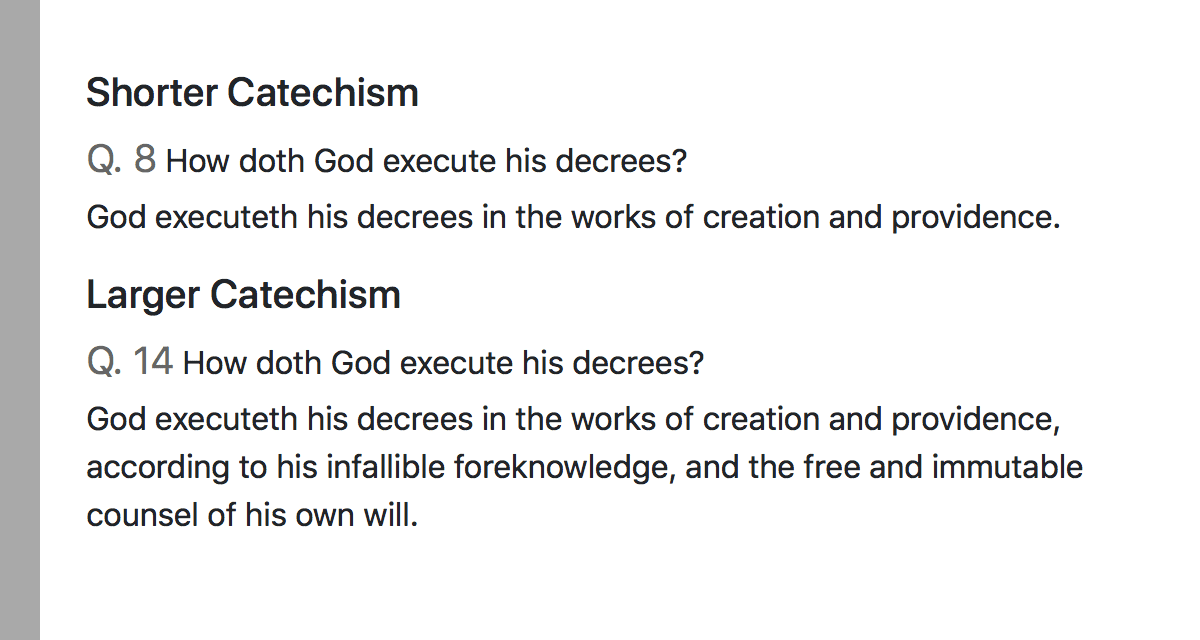 Shorter Catechism
Q. 8 How doth God execute his decrees?
God executeth his decrees in the works of creation and providence.
Larger Catechism
Q. 14 How doth God execute his decrees?
God executeth his decrees in the works of creation and providence,
according to his infallible foreknowledge, and the free and immutable
counsel of his own will.